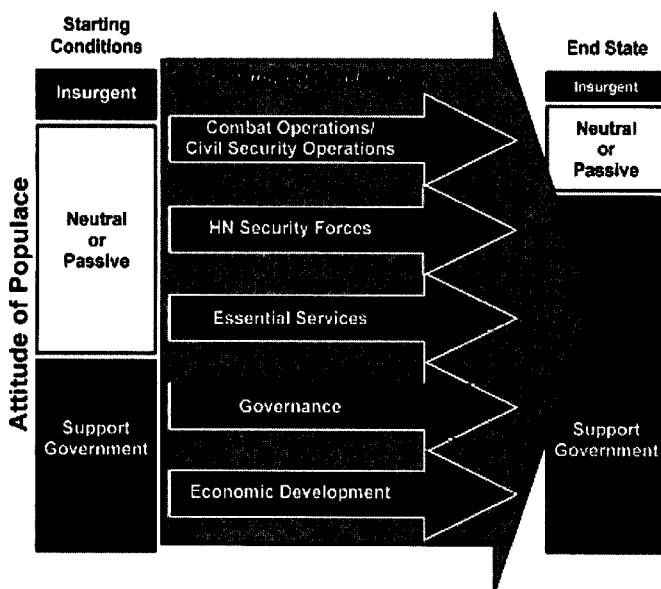 Starting
Conditions
End State
Attitude of Populace
Insurgent
Neutral
or
Passive
Support
Government
Combat Operations/
Civil Security Operations
HN Security Forces
Essential Services
Governance
Economic Development
Insurgent
Neutral
or
Passive
Support
Government